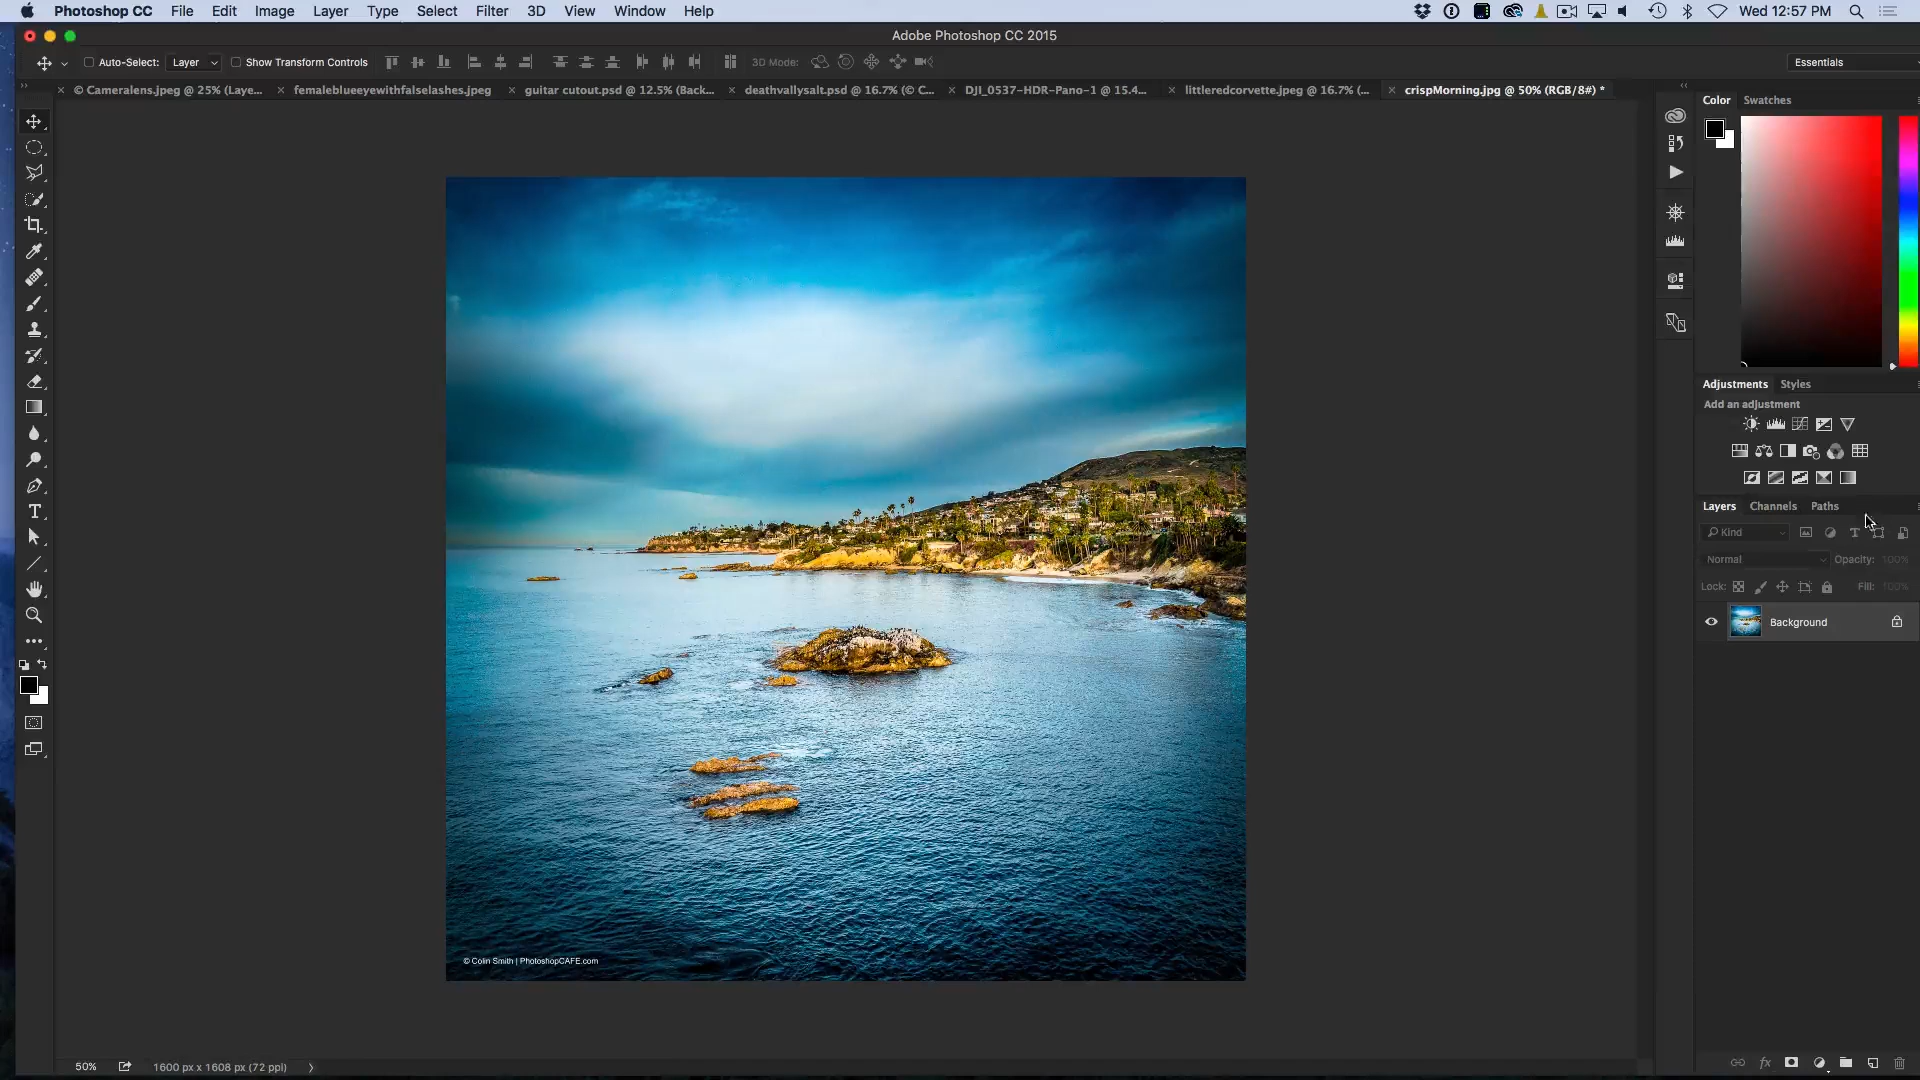 Photoshop CC File Edit Image Layer Type Select Filter 3D View Window Help Wed 12:57 PM
Adobe Photoshop CC 2015
Auto-Select: Layer Show Transform Controls 3D Mode: Essentials
© Cameralens.jpeg @ 25% (Laye... femaleblueeyewithfalselashes.jpeg guitar cutout.psd @ 12.5% (Back... deathvallysalt.psd @ 16.7% (© C... DJI_0537-HDR-Pano-1 @ 15.4... littleredcorvette.jpeg @ 16.7% (... crispMorning.jpg @ 50% (RGB/8#) *
Color Swatches
Adjustments Styles
Add an adjustment
Layers Channels Paths
Kind
Normal Opacity: 100%
Lock: Fill: 100%
Background
© Colin Smith | PhotoshopCAFE.com
50% 1600 px x 1608 px (72 ppi)